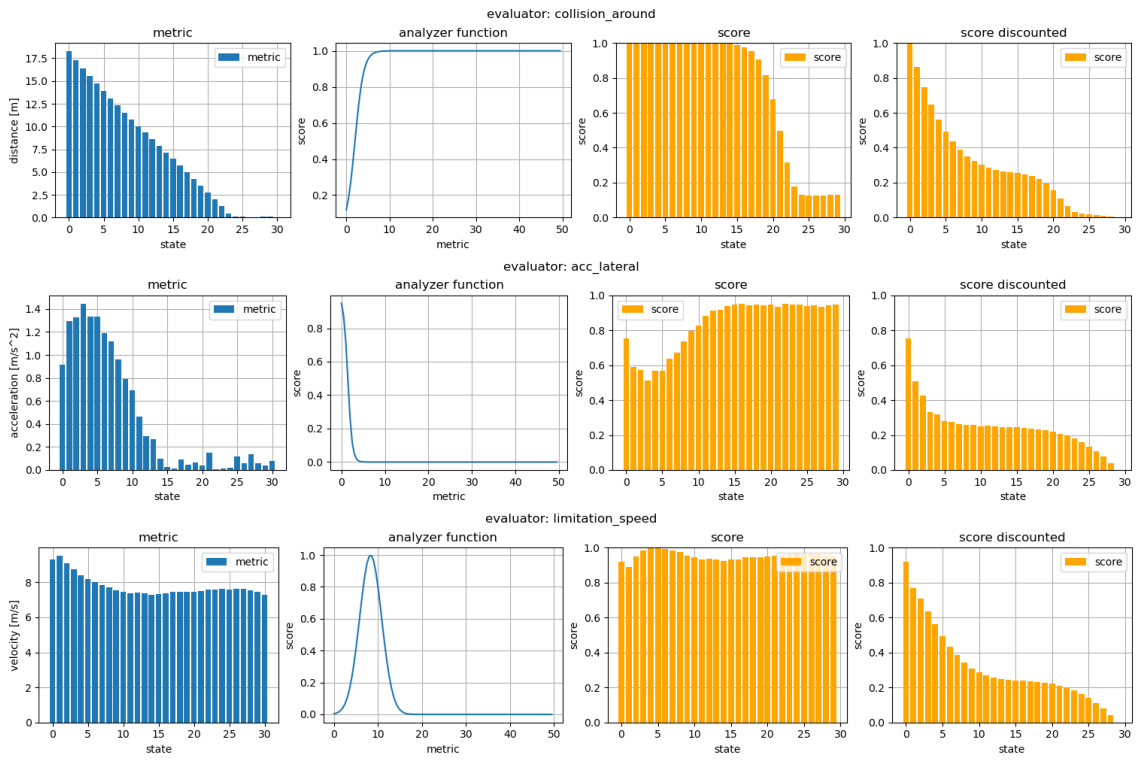 evaluator: collision_around
metric
analyzer function
score
score discounted
distance [m]
17.5
15.0
12.5
10.0
7.5
5.0
2.5
0.0
metric
0 5 10 15 20 25 30
state
score
1.0
0.8
0.6
0.4
0.2
0 10 20 30 40 50
metric
score
1.0
0.8
0.6
0.4
0.2
0.0
score
0 5 10 15 20 25 30
state
score
1.0
0.8
0.6
0.4
0.2
0.0
score
0 5 10 15 20 25 30
state
evaluator: acc_lateral
metric
analyzer function
score
score discounted
acceleration [m/s^2]
1.4
1.2
1.0
0.8
0.6
0.4
0.2
0.0
metric
0 5 10 15 20 25 30
state
score
0.8
0.6
0.4
0.2
0.0
0 10 20 30 40 50
metric
score
1.0
0.8
0.6
0.4
0.2
0.0
score
0 5 10 15 20 25 30
state
score
1.0
0.8
0.6
0.4
0.2
0.0
score
0 5 10 15 20 25 30
state
evaluator: limitation_speed
metric
analyzer function
score
score discounted
velocity [m/s]
8
6
4
2
0
metric
0 5 10 15 20 25 30
state
score
1.0
0.8
0.6
0.4
0.2
0.0
0 10 20 30 40 50
metric
score
1.0
0.8
0.6
0.4
0.2
0.0
score
0 5 10 15 20 25 30
state
score
1.0
0.8
0.6
0.4
0.2
0.0
score
0 5 10 15 20 25 30
state